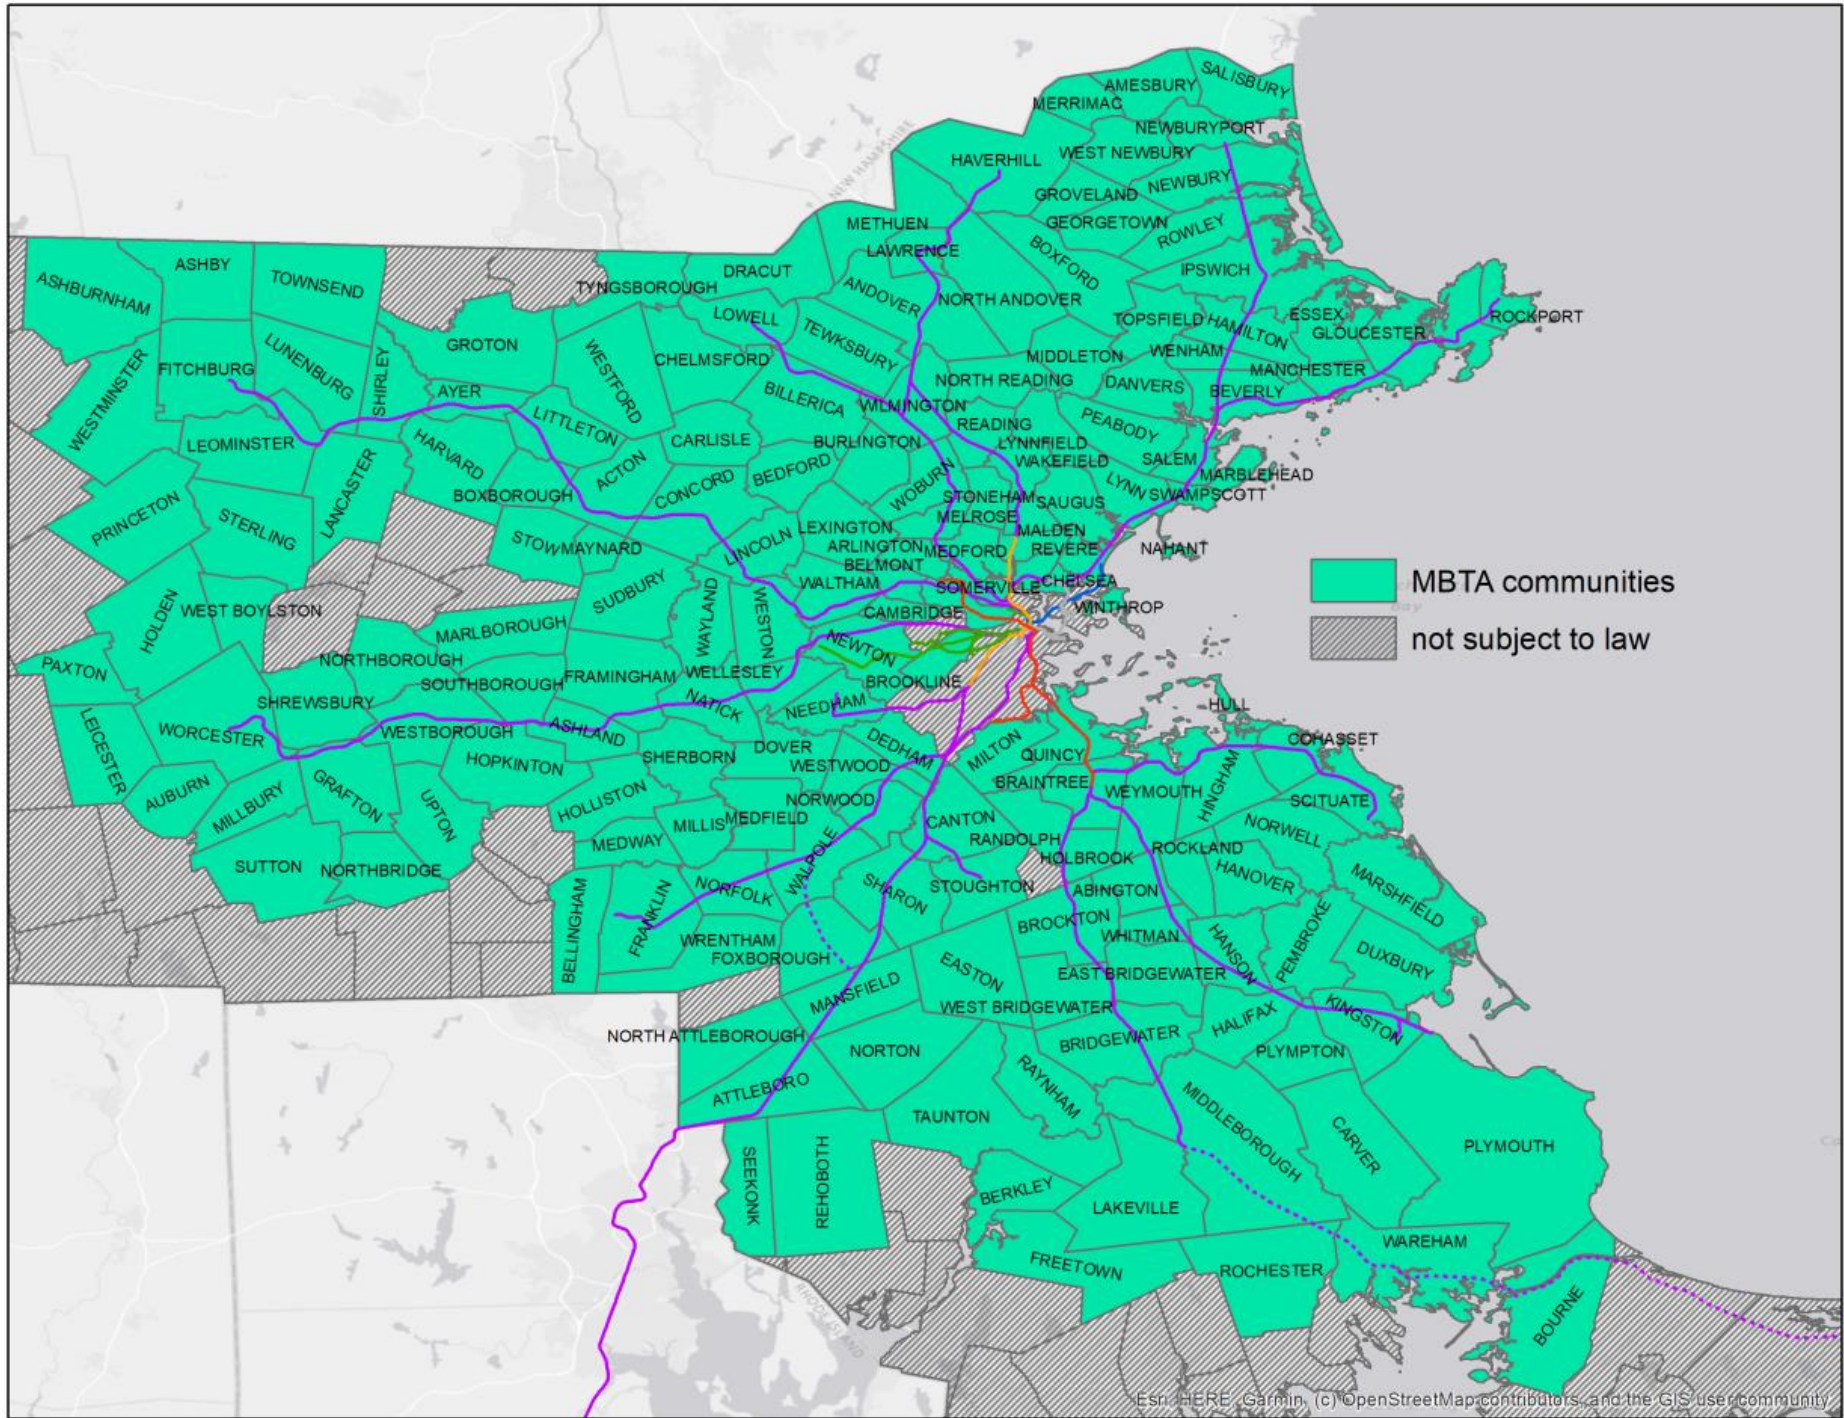 SALISBURY
AMESBURY
MERRIMAC
NEWBURYPORT
NEW HAMPSHIRE
HAVERHILL
WEST NEWBURY
NEWBURY
GROVELAND
METHUEN
GEORGETOWN
ROWLEY
LAWRENCE
BOXFORD
ASHBY
TOWNSEND
ASHBURNHAM
TYNGSBOROUGH
DRACUT
ANDOVER
NORTH ANDOVER
IPSWICH
LOWELL
TEWKSBURY
TOPSFIELD
HAMILTON
ESSEX
GLOUCESTER
ROCKPORT
WESTMINSTER
FITCHBURG
LUNENBURG
SHIRLEY
GROTON
WESTFORD
CHELMSFORD
MIDDLETON
WENHAM
MANCHESTER
AYER
BILLERICA
NORTH READING
DANVERS
BEVERLY
WILMINGTON
LITTLETON
READING
PEABODY
LEOMINSTER
HARVARD
CARLISLE
BURLINGTON
LYNNFIELD
WAKEFIELD
SALEM
LANCASTER
ACTON
BEDFORD
CONCORD
WOBURN
MARBLEHEAD
LYNN
SWAMPSCOTT
BOXBOROUGH
STONEHAM
SAUGUS
PRINCETON
STERLING
MELROSE
LEXINGTON
MALDEN
STOW
MAYNARD
LINCOLN
ARLINGTON
MEDFORD
REVERE
NAHANT
BELMONT
WALTHAM
SOMERVILLE
CHELSEA
MBTA communities
HOLDEN
WEST BOYLSTON
SUDBURY
WAYLAND
WESTON
CAMBRIDGE
WINTHROP
MARLBOROUGH
NEWTON
not subject to law
PAXTON
NORTHBOROUGH
SOUTHBOROUGH
FRAMINGHAM
WELLESLEY
BROOKLINE
SHREWSBURY
NATICK
NEEDHAM
HULL
LEICESTER
WORCESTER
WESTBOROUGH
ASHLAND
SHERBORN
DOVER
DEDHAM
MILTON
QUINCY
COHASSET
HOPKINTON
WESTWOOD
BRAINTREE
WEYMOUTH
HINGHAM
AUBURN
MILLBURY
GRAFTON
UPTON
HOLLISTON
NORWOOD
SCITUATE
MILLIS
MEDFIELD
CANTON
RANDOLPH
NORWELL
MEDWAY
WALPOLE
HOLBROOK
ROCKLAND
SUTTON
NORTHBRIDGE
HANOVER
BELLINGHAM
FRANKLIN
NORFOLK
SHARON
STOUGHTON
ABINGTON
MARSHFIELD
BROCKTON
WHITMAN
WRENTHAM
FOXBOROUGH
HANSON
PEMBROKE
DUXBURY
EASTON
EAST BRIDGEWATER
MANSFIELD
WEST BRIDGEWATER
HALIFAX
KINGSTON
NORTH ATTLEBOROUGH
BRIDGEWATER
NORTON
PLYMPTON
ATTLEBORO
RAYNHAM
TAUNTON
MIDDLEBOROUGH
CARVER
PLYMOUTH
SEEKONK
REHOBOTH
BERKLEY
LAKEVILLE
WAREHAM
FREETOWN
ROCHESTER
BOURNE
RHODE ISLAND
Esri, HERE, Garmin, (c) OpenStreetMap contributors, and the GIS user community